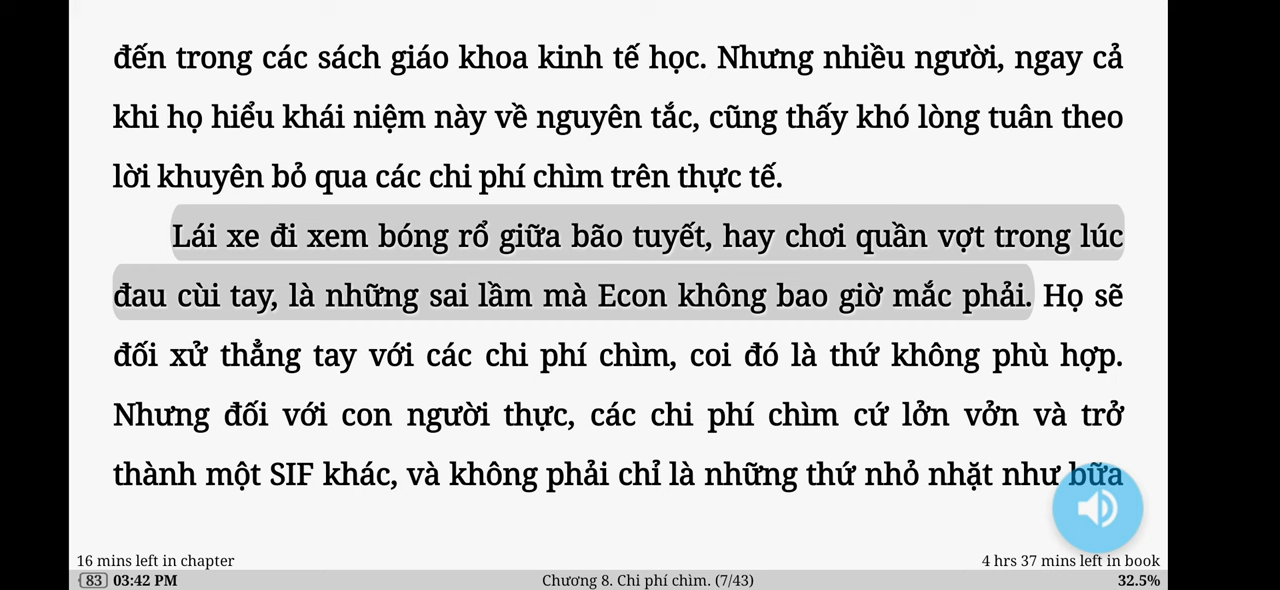 đến trong các sách giáo khoa kinh tế học. Nhưng nhiều người, ngay cả
khi họ hiểu khái niệm này về nguyên tắc, cũng thấy khó lòng tuân theo
lời khuyên bỏ qua các chi phí chìm trên thực tế.
Lái xe đi xem bóng rổ giữa bão tuyết, hay chơi quần vợt trong lúc
đau cùi tay, là những sai lầm mà Econ không bao giờ mắc phải. Họ sẽ
đối xử thẳng tay với các chi phí chìm, coi đó là thứ không phù hợp.
Nhưng đối với con người thực, các chi phí chìm cứ lởn vởn và trở
thành một SIF khác, và không phải chỉ là những thứ nhỏ nhặt như bữa
16 mins left in chapter
4 hrs 37 mins left in book
83 03:42 PM
Chương 8. Chi phí chìm. (7/43)
32.5%